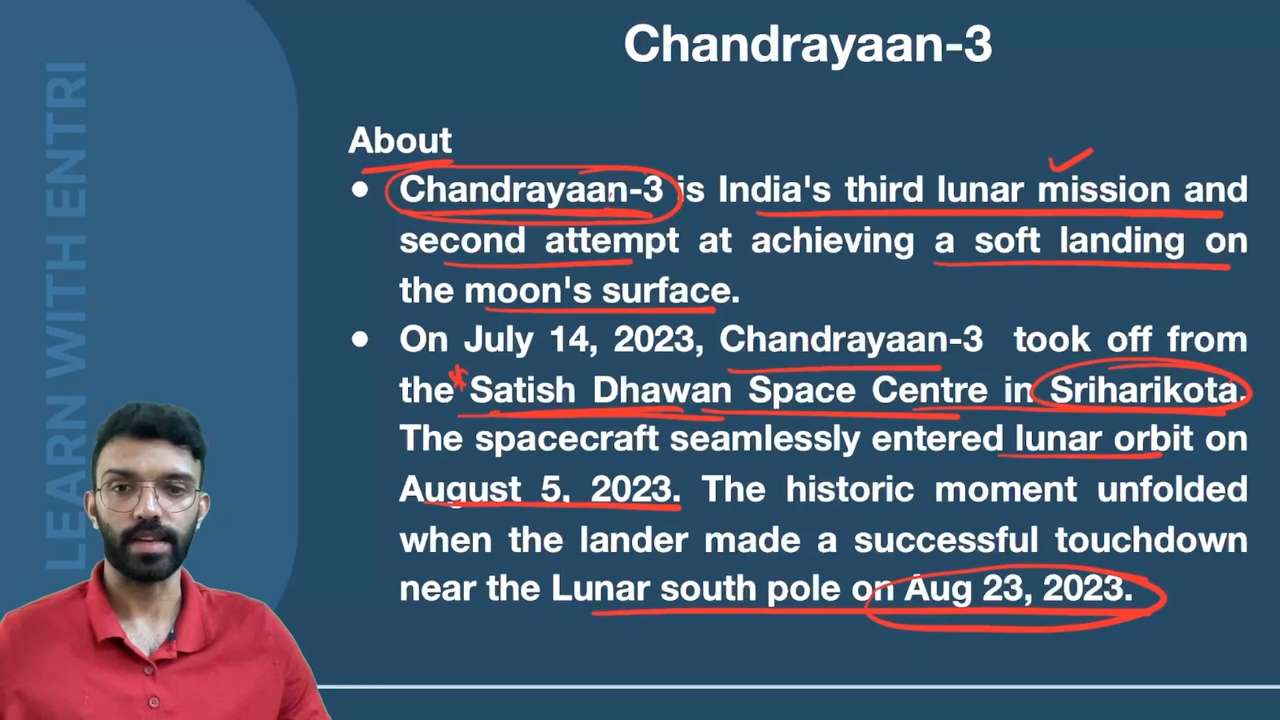 LEARN WITH ENTRI
Chandrayaan-3
About
● Chandrayaan-3 is India's third lunar mission and
second attempt at achieving a soft landing on
the moon's surface.
● On July 14, 2023, Chandrayaan-3 took off from
the Satish Dhawan Space Centre in Sriharikota.
The spacecraft seamlessly entered lunar orbit on
August 5, 2023. The historic moment unfolded
when the lander made a successful touchdown
near the Lunar south pole on Aug 23, 2023.